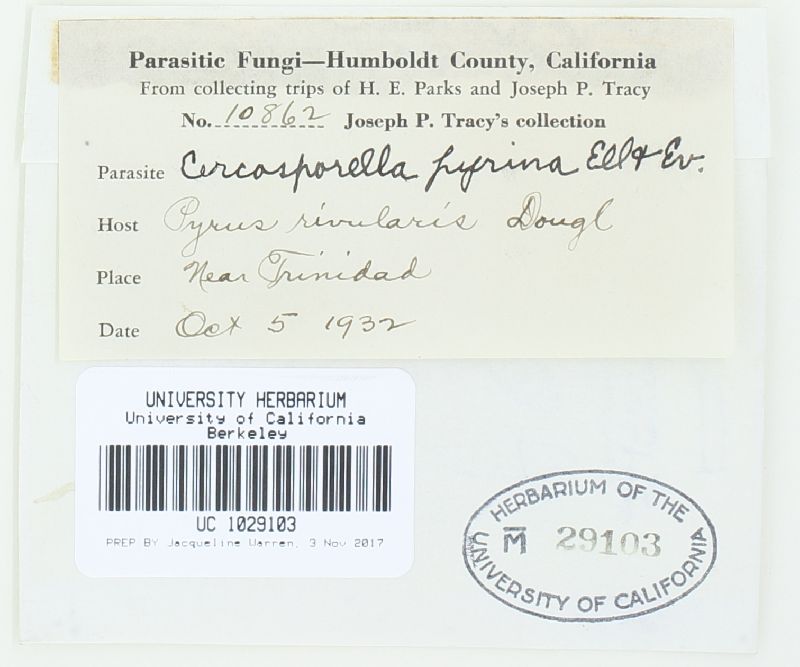 Parasitic Fungi—Humboldt County, California
From collecting trips of H. E. Parks and Joseph P. Tracy
No. 10862 Joseph P. Tracy's collection
Parasite Cercosporella pyrina Ell & Ev.
Host Pyrus rivularis Dougl
Place Near Trinidad
Date Oct 5 1932
UNIVERSITY HERBARIUM
University of California
Berkeley
UC 1029103
PREP BY Jacqueline Warren, 3 Nov 2017
HERBARIUM OF THE
M 29103
UNIVERSITY OF CALIFORNIA